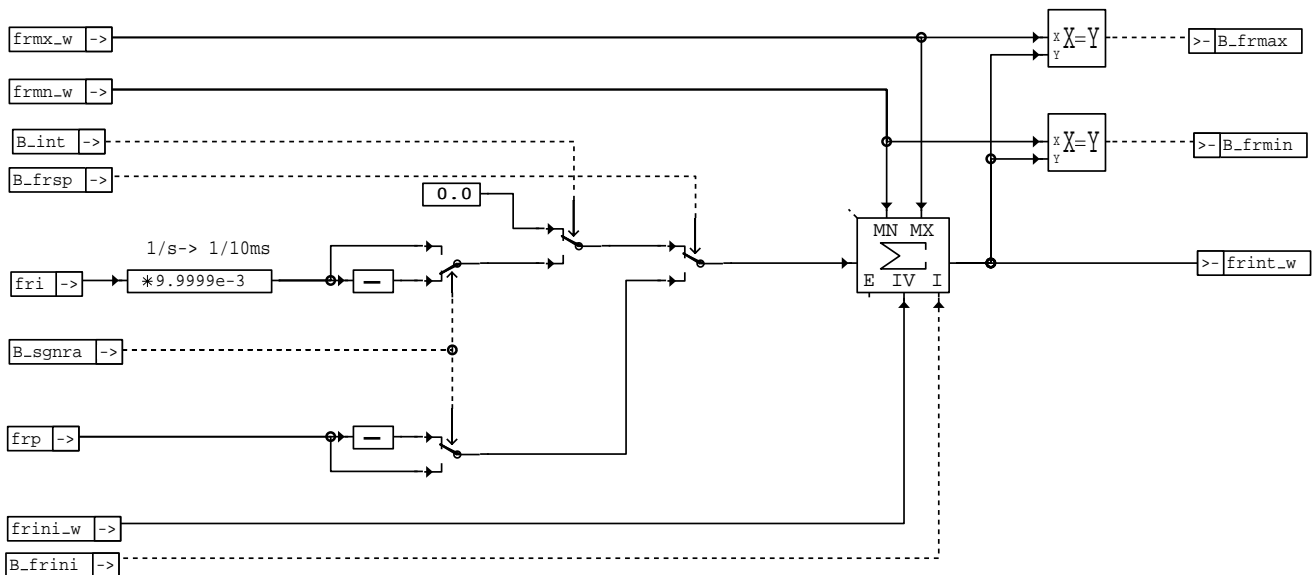 frmx_w ->
X X=Y
Y
>- B_frmax
frmn_w ->
B_int ->
X X=Y
Y
>- B_frmin
B_frsp ->
0.0
MN MX
1/s-> 1/10ms
fri ->
*9.9999e-3
−
>- frint_w
E IV I
B_sgnra ->
frp ->
−
frini_w ->
B_frini ->